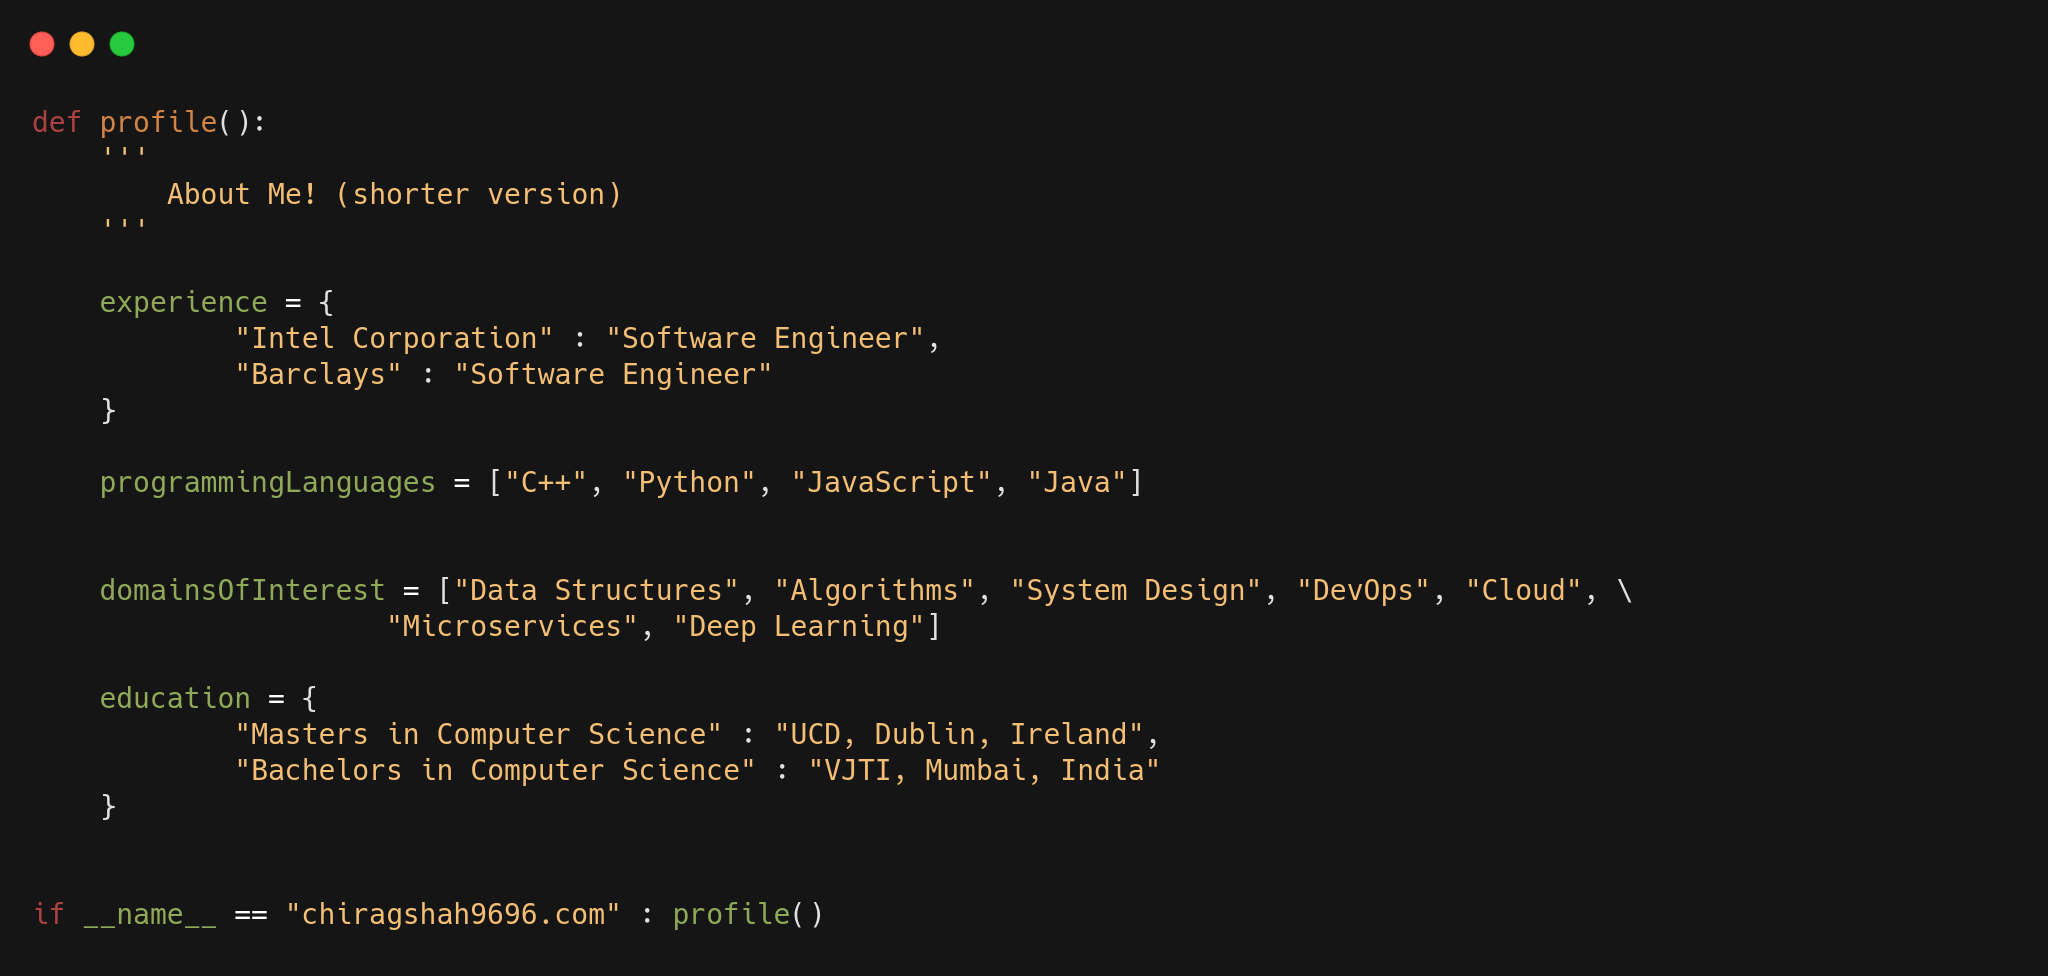 def profile():
    '''
        About Me! (shorter version)
    '''
    experience = {
            "Intel Corporation" : "Software Engineer",
            "Barclays" : "Software Engineer"
    }
    programmingLanguages = ["C++", "Python", "JavaScript", "Java"]
    domainsOfInterest = ["Data Structures", "Algorithms", "System Design", "DevOps", "Cloud", \
                     "Microservices", "Deep Learning"]
    education = {
            "Masters in Computer Science" : "UCD, Dublin, Ireland",
            "Bachelors in Computer Science" : "VJTI, Mumbai, India"
    }
if __name__ == "chiragshah9696.com" : profile()